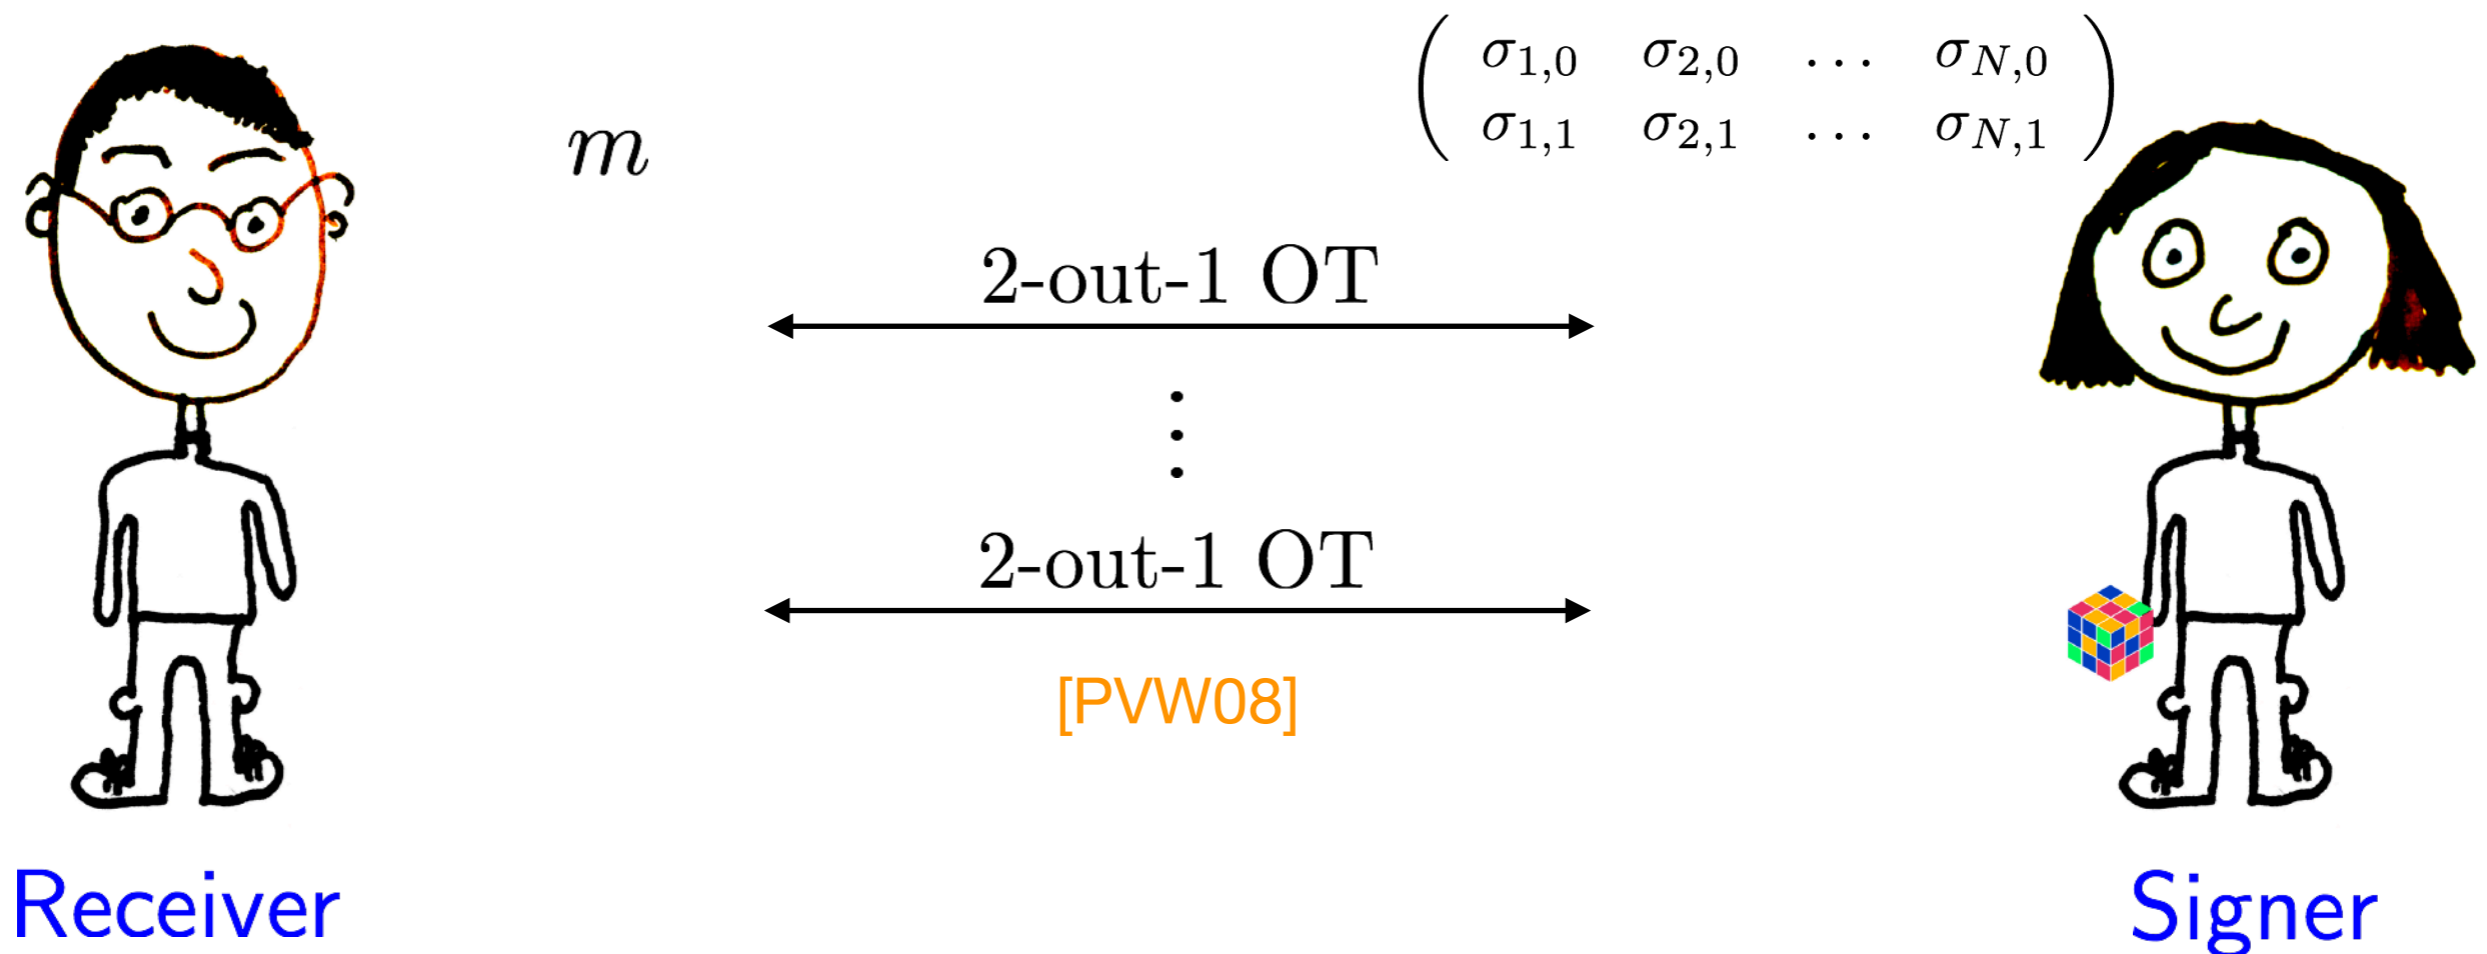 m
σ1,0 σ2,0 … σN,0
σ1,1 σ2,1 … σN,1
2-out-1 OT
⋮
2-out-1 OT
[PVW08]
Receiver
Signer